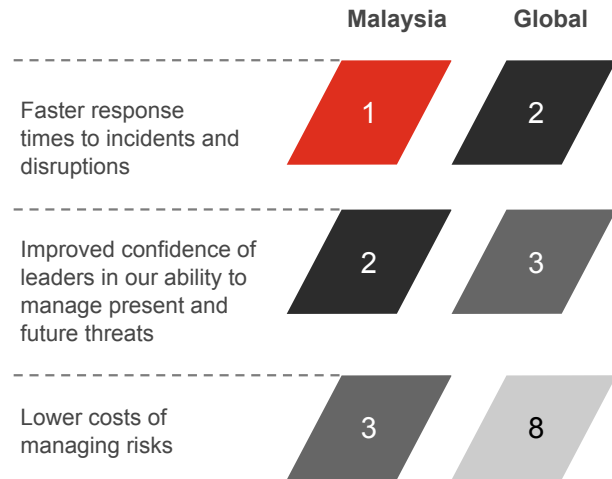 Malaysia Global
Faster response
times to incidents and
disruptions
1 2
Improved confidence of
leaders in our ability to
manage present and
future threats
2 3
Lower costs of
managing risks
3 8